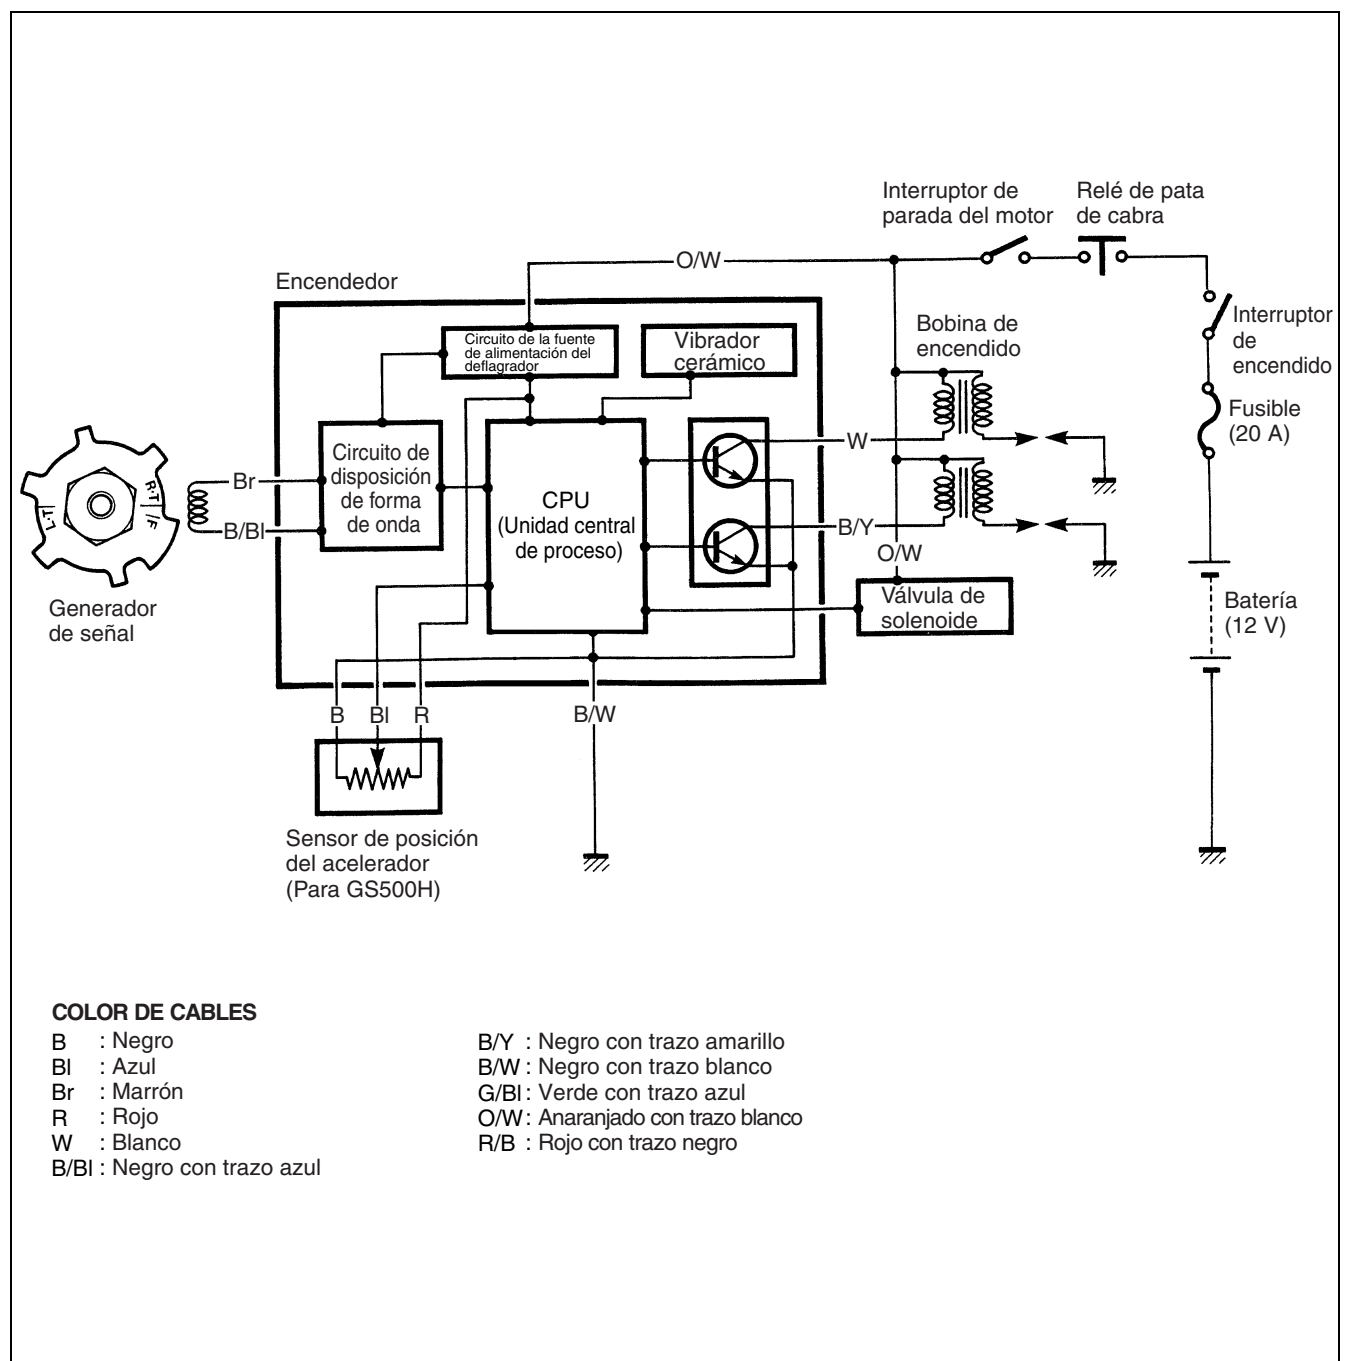 Interruptor de
parada del motor
Relé de pata
de cabra
O/W
Encendedor
Interruptor
de
encendido
Bobina de
encendido
Circuito de la fuente
de alimentación del
deflagrador
Vibrador
cerámico
Fusible
(20 A)
W
Circuito de
disposición
de forma
de onda
Br
B/Bl
R·T
/F
L·T
CPU
(Unidad central
de proceso)
B/Y
O/W
Generador
de señal
Válvula de
solenoide
Batería
(12 V)
B
Bl
R
B/W
Sensor de posición
del acelerador
(Para GS500H)
COLOR DE CABLES
B : Negro
Bl : Azul
Br : Marrón
R : Rojo
W : Blanco
B/Bl : Negro con trazo azul
B/Y : Negro con trazo amarillo
B/W : Negro con trazo blanco
G/Bl : Verde con trazo azul
O/W : Anaranjado con trazo blanco
R/B : Rojo con trazo negro